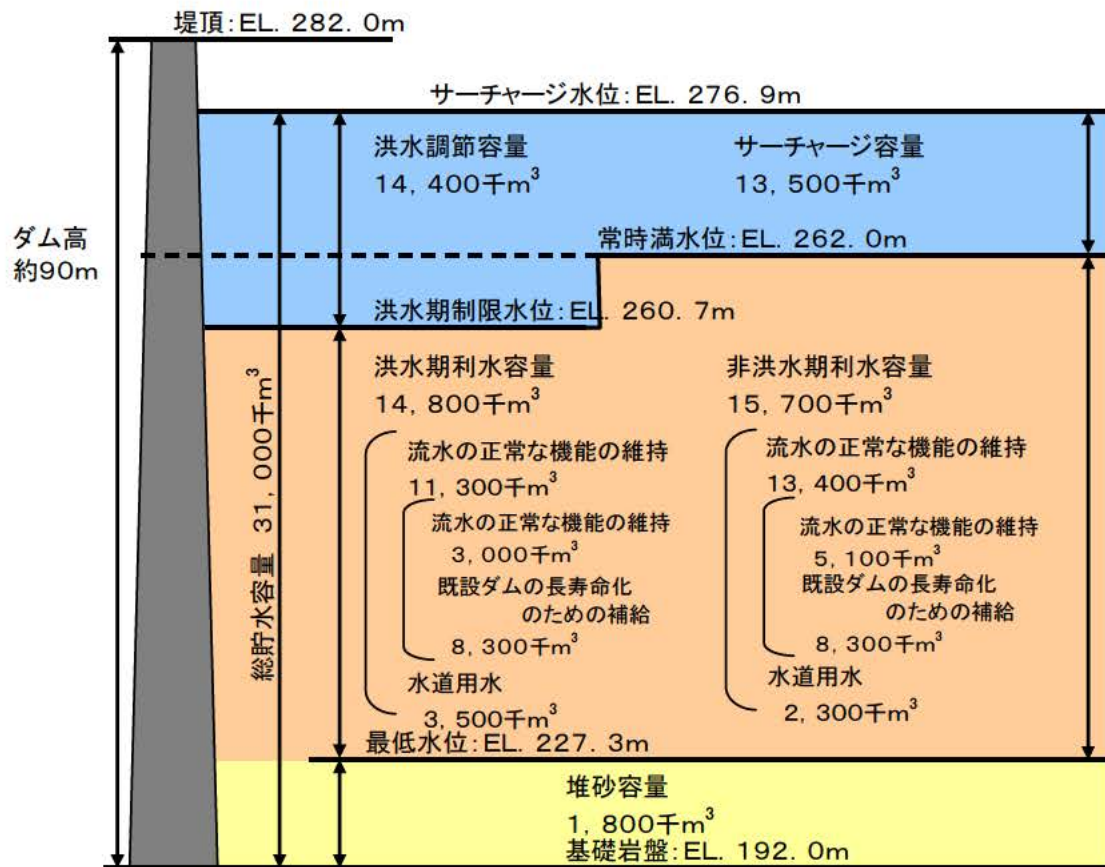 堤頂:EL. 282. 0m
サーチャージ水位:EL. 276. 9m
洪水調節容量
14, 400千m³
サーチャージ容量
13, 500千m³
ダム高
約90m
常時満水位:EL. 262. 0m
洪水期制限水位:EL. 260. 7m
総貯水容量 31, 000千m³
洪水期利水容量
14, 800千m³
流水の正常な機能の維持
11, 300千m³
流水の正常な機能の維持
3, 000千m³
既設ダムの長寿命化
のための補給
8, 300千m³
水道用水
3, 500千m³
非洪水期利水容量
15, 700千m³
流水の正常な機能の維持
13, 400千m³
流水の正常な機能の維持
5, 100千m³
既設ダムの長寿命化
のための補給
8, 300千m³
水道用水
2, 300千m³
最低水位:EL. 227. 3m
堆砂容量
1, 800千m³
基礎岩盤:EL. 192. 0m